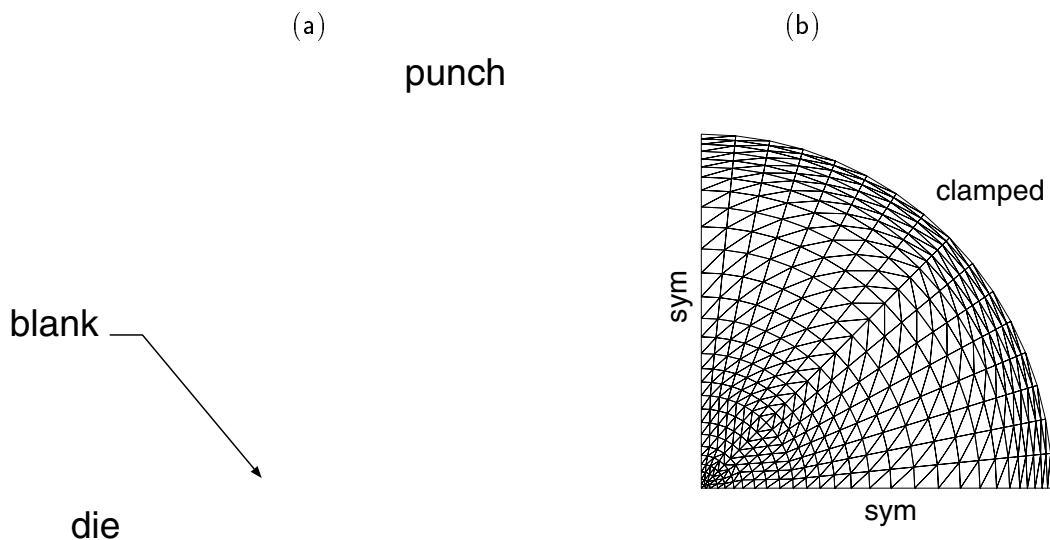 (a)
(b)
punch
clamped
sym
blank
sym
die